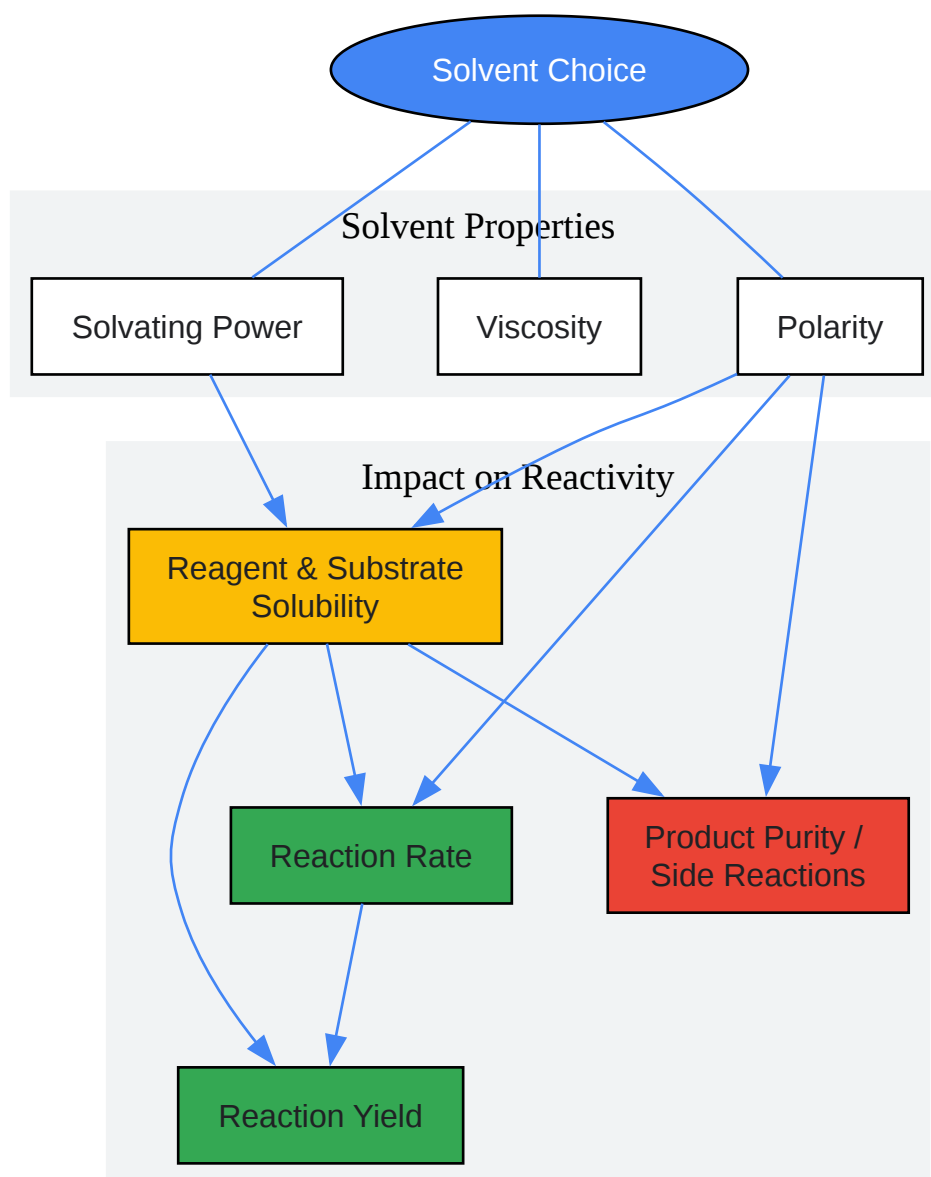 Solvent Choice
Solvent Properties
Solvating Power
Viscosity
Polarity
Impact on Reactivity
Reagent & Substrate
Solubility
Reaction Rate
Product Purity /
Side Reactions
Reaction Yield